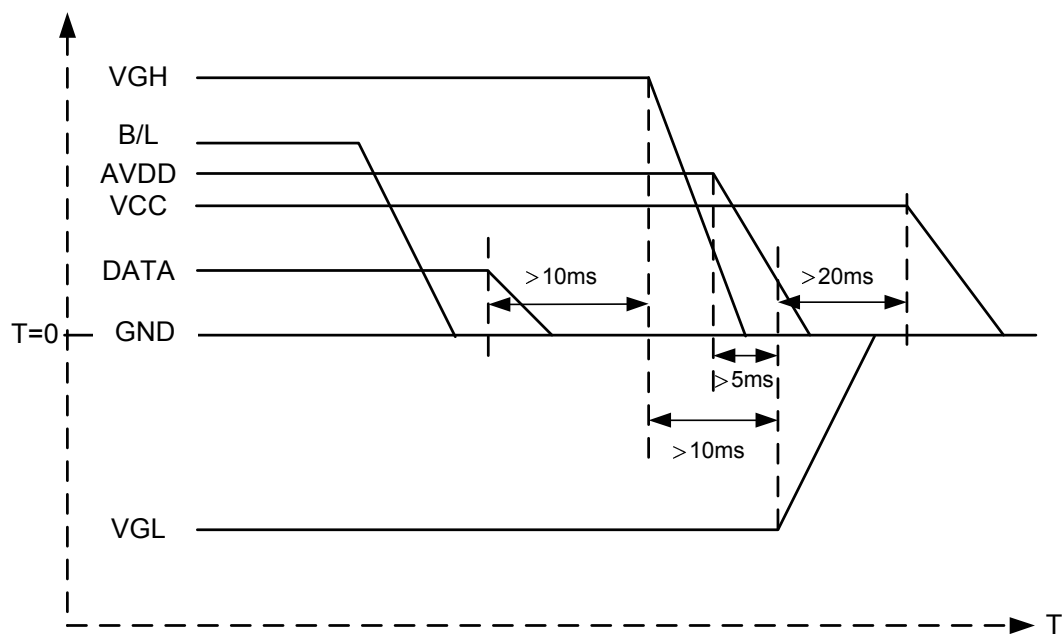 VGH
B/L
AVDD
VCC
DATA
>10ms
>20ms
T=0
GND
>5ms
>10ms
VGL
T